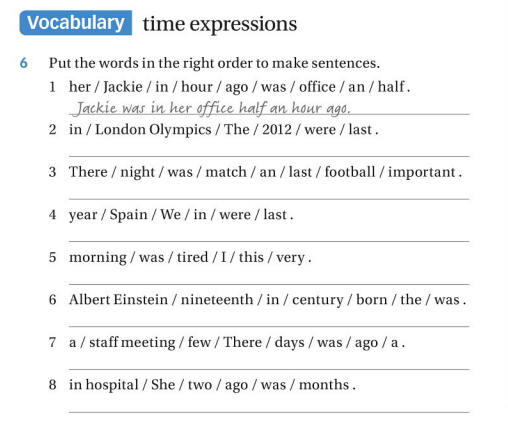 Vocabulary time expressions
6 Put the words in the right order to make sentences.
1 her / Jackie / in / hour / ago / was / office / an / half .
Jackie was in her office half an hour ago.
2 in / London Olympics / The / 2012 / were / last .
3 There / night / was / match / an / last / football / important .
4 year / Spain / We / in / were / last .
5 morning / was / tired / I / this / very .
6 Albert Einstein / nineteenth / in / century / born / the / was .
7 a / staff meeting / few / There / days / was / ago / a .
8 in hospital / She / two / ago / was / months .